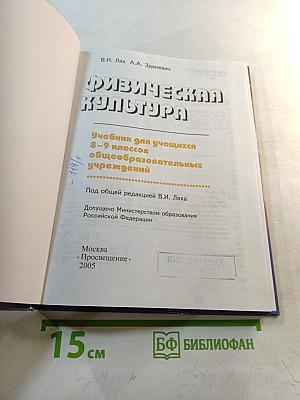 В.И. Лях А.А. Зданевич
ФИЗИЧЕСКАЯ
КУЛЬТУРА
Учебник для учащихся
8–9 классов
общеобразовательных
учреждений
Под общей редакцией В.И. Ляха
Допущено Министерством образования
Российской Федерации
Москва
«Просвещение»
2005
БИБЛИОТЕКА
15 см
БФ БИБЛИОФАН